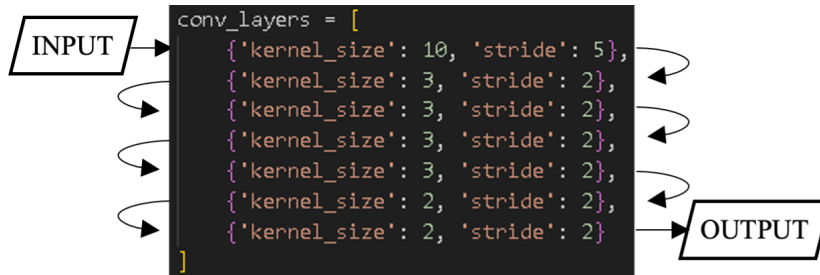 conv_layers = [
INPUT
{'kernel_size': 10, 'stride': 5},
{'kernel_size': 3, 'stride': 2},
{'kernel_size': 3, 'stride': 2},
{'kernel_size': 3, 'stride': 2},
{'kernel_size': 3, 'stride': 2},
{'kernel_size': 2, 'stride': 2},
{'kernel_size': 2, 'stride': 2}
OUTPUT
]